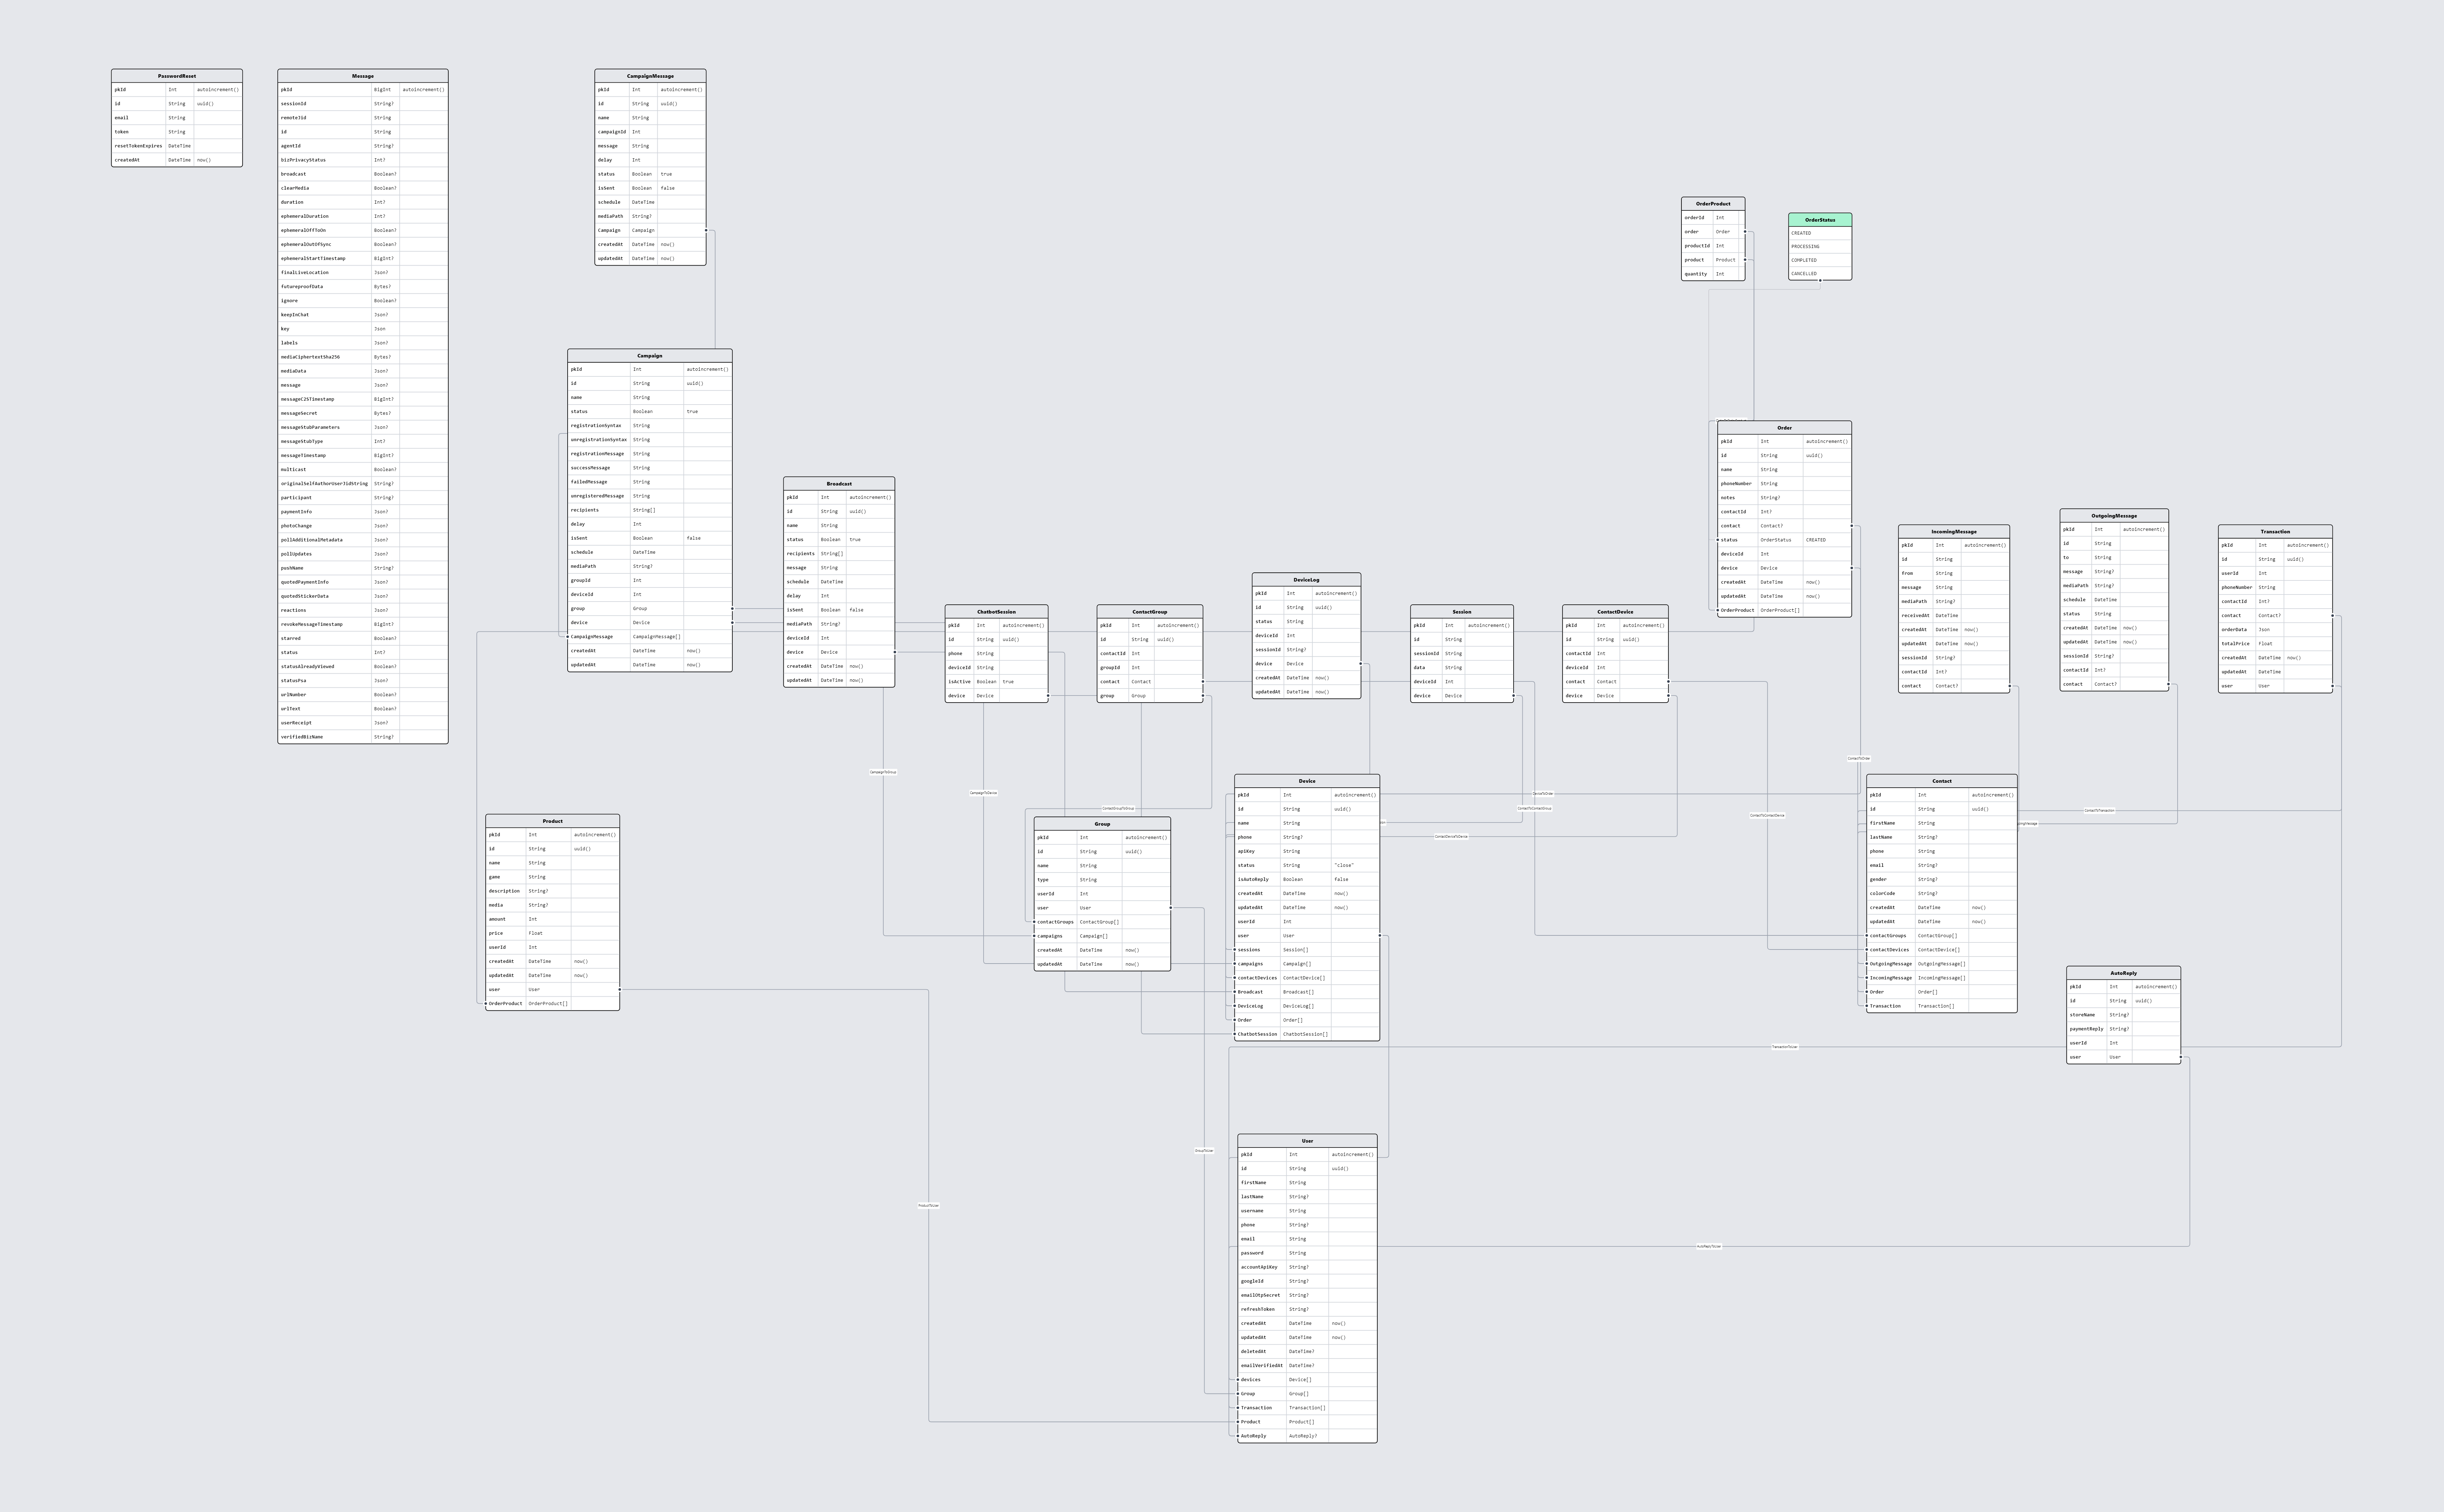 PasswordReset
pkId Int autoincrement()
id String uuid()
email String
token String
resetTokenExpires DateTime
createdAt DateTime now()
Message
pkId BigInt autoincrement()
sessionId String?
remoteJid String
id String
agentId String?
bizPrivacyStatus Int?
broadcast Boolean?
clearMedia Boolean?
duration Int?
ephemeralDuration Int?
ephemeralOffToOn Boolean?
ephemeralOutOfSync Boolean?
ephemeralStartTimestamp BigInt?
finalLiveLocation Json?
futureproofData Bytes?
ignore Boolean?
keepInChat Json?
key Json
labels Json?
mediaCiphertextSha256 Bytes?
mediaData Json?
message Json?
messageC2STimestamp BigInt?
messageSecret Bytes?
messageStubParameters Json?
messageStubType Int?
messageTimestamp BigInt?
multicast Boolean?
originalSelfAuthorUserJidString String?
participant String?
paymentInfo Json?
photoChange Json?
pollAdditionalMetadata Json?
pollUpdates Json?
pushName String?
quotedPaymentInfo Json?
quotedStickerData Json?
reactions Json?
revokeMessageTimestamp BigInt?
starred Boolean?
status Int?
statusAlreadyViewed Boolean?
statusPsa Json?
urlNumber Boolean?
urlText Boolean?
userReceipt Json?
verifiedBizName String?
CampaignMessage
pkId Int autoincrement()
id String uuid()
name String
campaignId Int
message String
delay Int
status Boolean true
isSent Boolean false
schedule DateTime
mediaPath String?
Campaign Campaign
createdAt DateTime now()
updatedAt DateTime now()
OrderProduct
orderId Int
order Order
productId Int
product Product
quantity Int
OrderStatus
CREATED
PROCESSING
COMPLETED
CANCELLED
Campaign
pkId Int autoincrement()
id String uuid()
name String
status Boolean true
registrationSyntax String
unregistrationSyntax String
registrationMessage String
successMessage String
failedMessage String
unregisteredMessage String
recipients String[]
delay Int
isSent Boolean false
schedule DateTime
mediaPath String?
groupId Int
deviceId Int
group Group
device Device
CampaignMessage CampaignMessage[]
createdAt DateTime now()
updatedAt DateTime now()
Broadcast
pkId Int autoincrement()
id String uuid()
name String
status Boolean true
recipients String[]
message String
schedule DateTime
delay Int
isSent Boolean false
mediaPath String?
deviceId Int
device Device
createdAt DateTime now()
updatedAt DateTime now()
ChatbotSession
pkId Int autoincrement()
id String uuid()
phone String
deviceId String
isActive Boolean true
device Device
ContactGroup
pkId Int autoincrement()
id String uuid()
contactId Int
groupId Int
contact Contact
group Group
DeviceLog
pkId Int autoincrement()
id String uuid()
status String
deviceId Int
sessionId String?
device Device
createdAt DateTime now()
updatedAt DateTime now()
Session
pkId Int autoincrement()
id String
sessionId String
data String
deviceId Int
device Device
ContactDevice
pkId Int autoincrement()
id String uuid()
contactId Int
deviceId Int
contact Contact
device Device
Order
pkId Int autoincrement()
id String uuid()
name String
phoneNumber String
notes String?
contactId Int?
contact Contact?
status OrderStatus CREATED
deviceId Int
device Device
createdAt DateTime now()
updatedAt DateTime now()
OrderProduct OrderProduct[]
IncomingMessage
pkId Int autoincrement()
id String
from String
message String
mediaPath String?
receivedAt DateTime
createdAt DateTime now()
updatedAt DateTime now()
sessionId String?
contactId Int?
contact Contact?
OutgoingMessage
pkId Int autoincrement()
id String
to String
message String?
mediaPath String?
schedule DateTime
status String
createdAt DateTime now()
updatedAt DateTime now()
sessionId String?
contactId Int?
contact Contact?
Transaction
pkId Int autoincrement()
id String uuid()
userId Int
phoneNumber String
contactId Int?
contact Contact?
orderData Json
totalPrice Float
createdAt DateTime now()
updatedAt DateTime
user User
CampaignToGroup
CampaignToDevice
ContactGroupToGroup
DeviceToOrder
ContactToContactGroup
ContactDeviceToDevice
ContactToContactDevice
ContactToOrder
ContactToTransaction
Product
pkId Int autoincrement()
id String uuid()
name String
game String
description String?
media String?
amount Int
price Float
userId Int
createdAt DateTime now()
updatedAt DateTime now()
user User
OrderProduct OrderProduct[]
Group
pkId Int autoincrement()
id String uuid()
name String
type String
userId Int
user User
contactGroups ContactGroup[]
campaigns Campaign[]
createdAt DateTime now()
updatedAt DateTime now()
Device
pkId Int autoincrement()
id String uuid()
name String
phone String?
apiKey String
status String "close"
isAutoReply Boolean false
createdAt DateTime now()
updatedAt DateTime now()
userId Int
user User
sessions Session[]
campaigns Campaign[]
contactDevices ContactDevice[]
Broadcast Broadcast[]
DeviceLog DeviceLog[]
Order Order[]
ChatbotSession ChatbotSession[]
Contact
pkId Int autoincrement()
id String uuid()
firstName String
lastName String?
phone String
email String?
gender String?
colorCode String?
createdAt DateTime now()
updatedAt DateTime now()
contactGroups ContactGroup[]
contactDevices ContactDevice[]
OutgoingMessage OutgoingMessage[]
IncomingMessage IncomingMessage[]
Order Order[]
Transaction Transaction[]
AutoReply
pkId Int autoincrement()
id String uuid()
storeName String?
paymentReply String?
userId Int
user User
TransactionToUser
GroupToUser
ProductToUser
AutoReplyToUser
User
pkId Int autoincrement()
id String uuid()
firstName String
lastName String?
username String
phone String?
email String
password String
accountApiKey String?
googleId String?
emailOtpSecret String?
refreshToken String?
createdAt DateTime now()
updatedAt DateTime now()
deletedAt DateTime?
emailVerifiedAt DateTime?
devices Device[]
Group Group[]
Transaction Transaction[]
Product Product[]
AutoReply AutoReply?